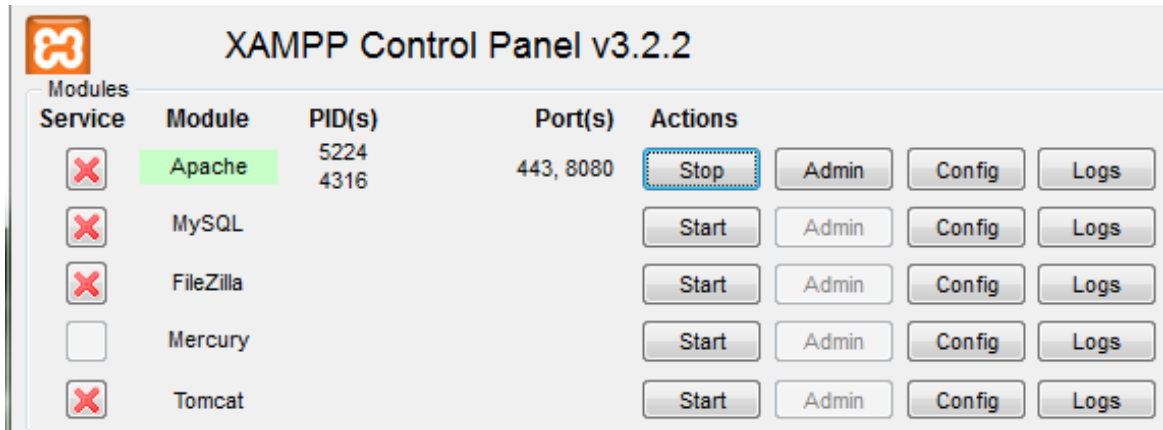 XAMPP Control Panel v3.2.2
Modules
Service Module PID(s) Port(s) Actions
Apache 5224 4316 443, 8080 Stop Admin Config Logs
MySQL Start Admin Config Logs
FileZilla Start Admin Config Logs
Mercury Start Admin Config Logs
Tomcat Start Admin Config Logs